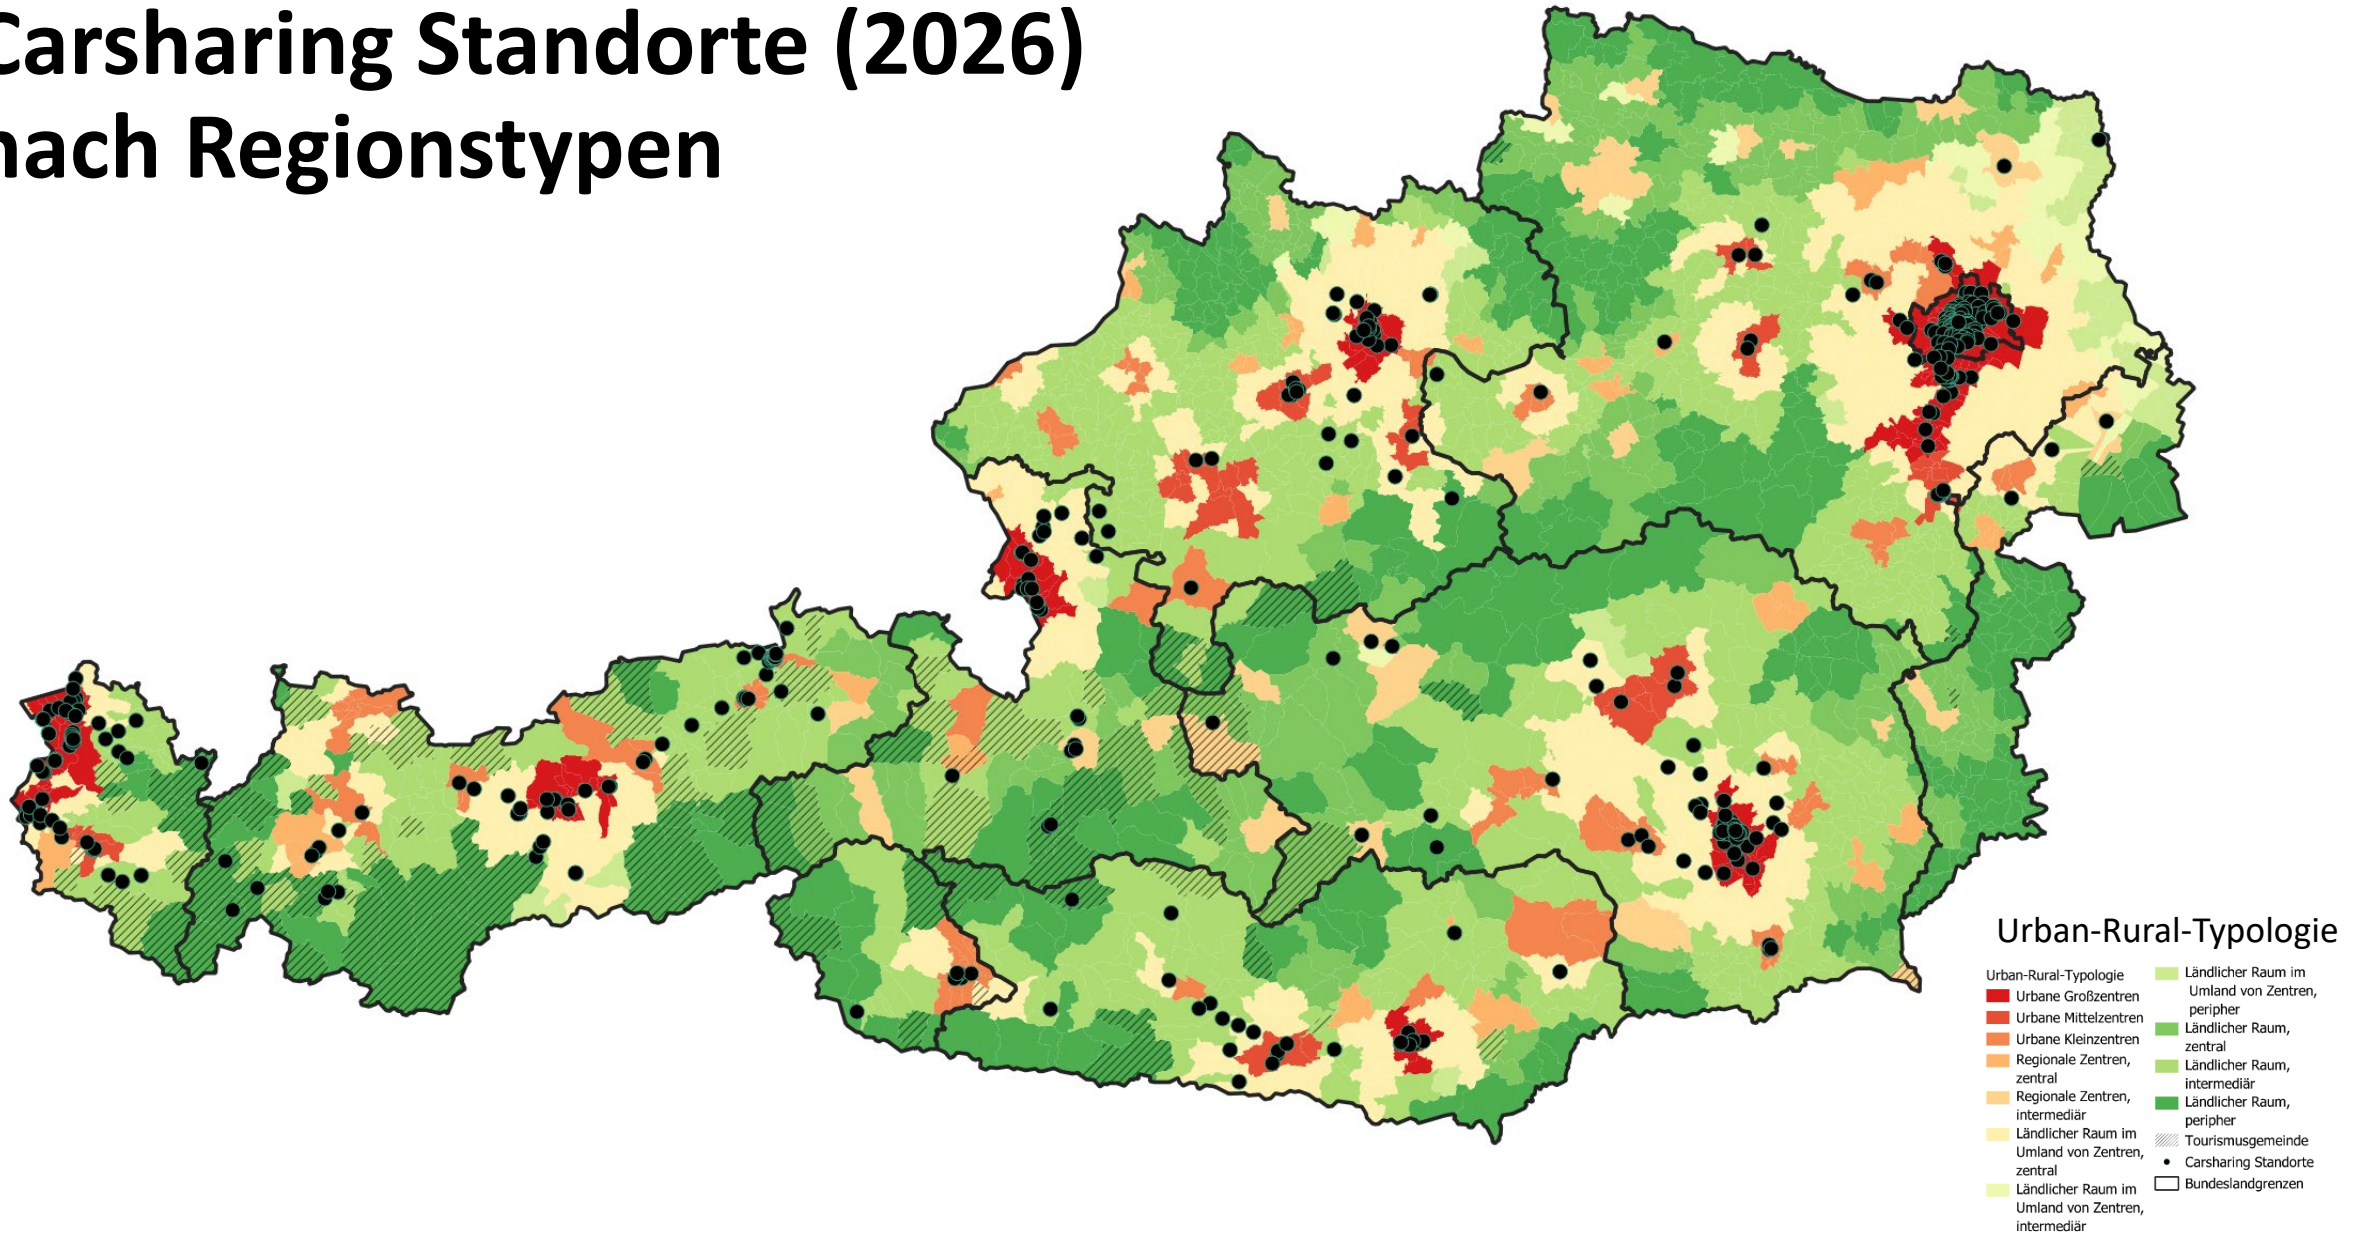 Carsharing Standorte (2026)
nach Regionstypen
Urban-Rural-Typologie
Urban-Rural-Typologie
Urbane Großzentren
Urbane Mittelzentren
Urbane Kleinzentren
Regionale Zentren,
zentral
Regionale Zentren,
intermediär
Ländlicher Raum im
Umland von Zentren,
zentral
Ländlicher Raum im
Umland von Zentren,
intermediär
Ländlicher Raum im
Umland von Zentren,
peripher
Ländlicher Raum,
zentral
Ländlicher Raum,
intermediär
Ländlicher Raum,
peripher
Tourismusgemeinde
Carsharing Standorte
Bundeslandgrenzen